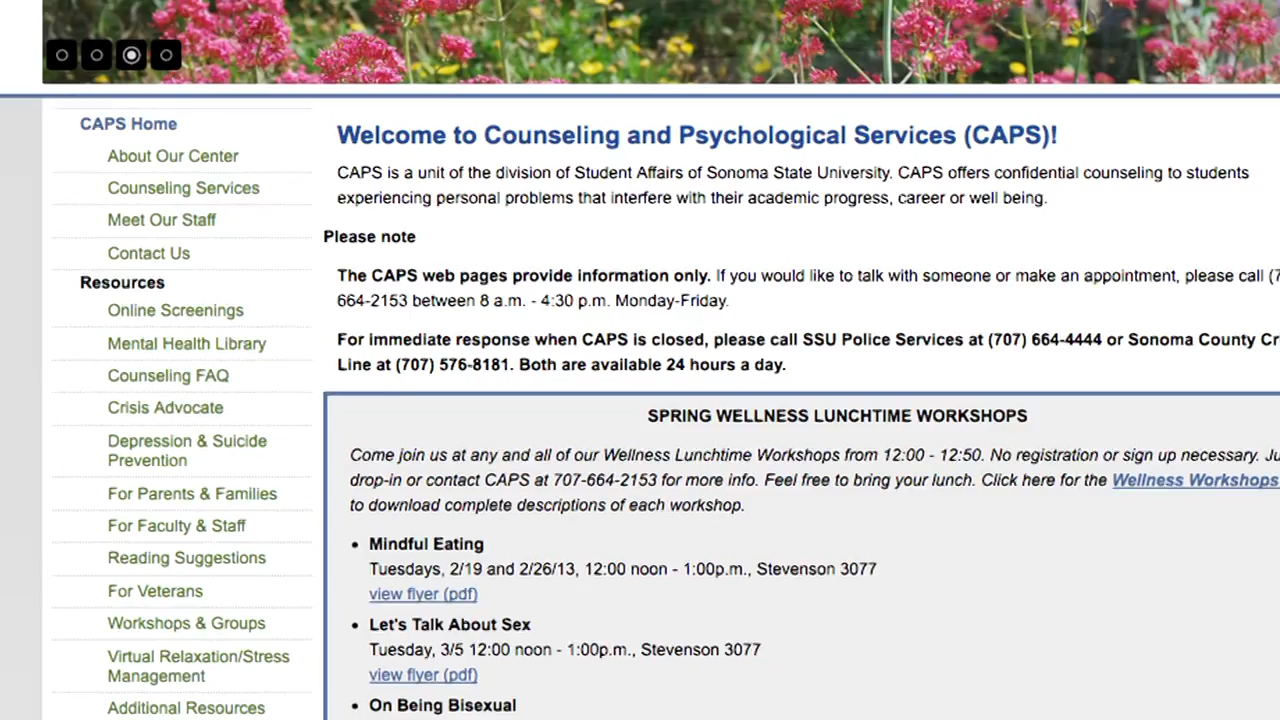 CAPS Home
About Our Center
Counseling Services
Meet Our Staff
Contact Us
Resources
Online Screenings
Mental Health Library
Counseling FAQ
Crisis Advocate
Depression & Suicide
Prevention
For Parents & Families
For Faculty & Staff
Reading Suggestions
For Veterans
Workshops & Groups
Virtual Relaxation/Stress
Management
Additional Resources
Welcome to Counseling and Psychological Services (CAPS)!
CAPS is a unit of the division of Student Affairs of Sonoma State University. CAPS offers confidential counseling to students
experiencing personal problems that interfere with their academic progress, career or well being.
Please note
The CAPS web pages provide information only. If you would like to talk with someone or make an appointment, please call (7
664-2153 between 8 a.m. - 4:30 p.m. Monday-Friday.
For immediate response when CAPS is closed, please call SSU Police Services at (707) 664-4444 or Sonoma County
Line at (707) 576-8181. Both are available 24 hours a day.
SPRING WELLNESS LUNCHTIME WORKSHOPS
Come join us at any and all of our Wellness Lunchtime Workshops from 12:00 - 12:50. No registration or sign up necessary.
drop-in or contact CAPS at 707-664-2153 for more info. Feel free to bring your lunch. Click here for the Wellness Workshops
to download complete descriptions of each workshop.
• Mindful Eating
Tuesdays, 2/19 and 2/26/13, 12:00 noon - 1:00p.m., Stevenson 3077
view flyer (pdf)
• Let's Talk About Sex
Tuesday, 3/5 12:00 noon - 1:00p.m., Stevenson 3077
view flyer (pdf)
• On Being Bisexual